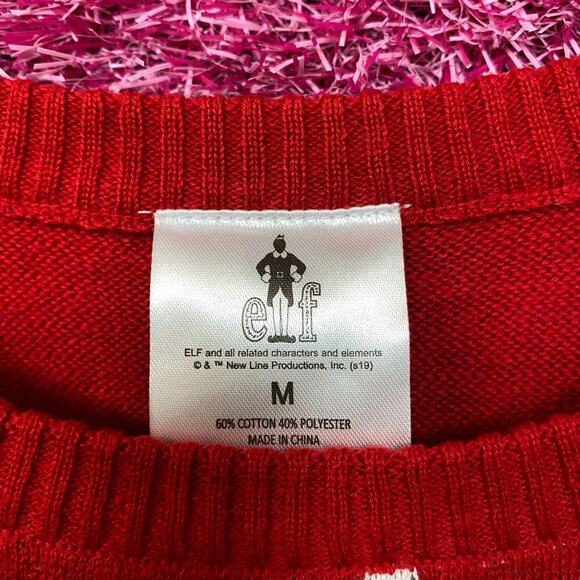 elf
ELF and all related characters and elements
© & ™ New Line Productions, Inc. (s19)
M
60% COTTON 40% POLYESTER
MADE IN CHINA